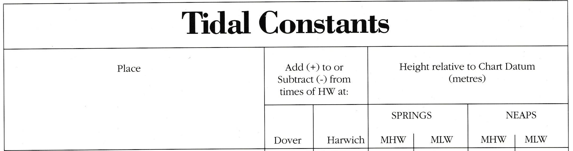 Tidal Constants
Place
Add (+) to or
Subtract (-) from
times of HW at:
Height relative to Chart Datum
(metres)
SPRINGS NEAPS
Dover Harwich MHW MLW MHW MLW